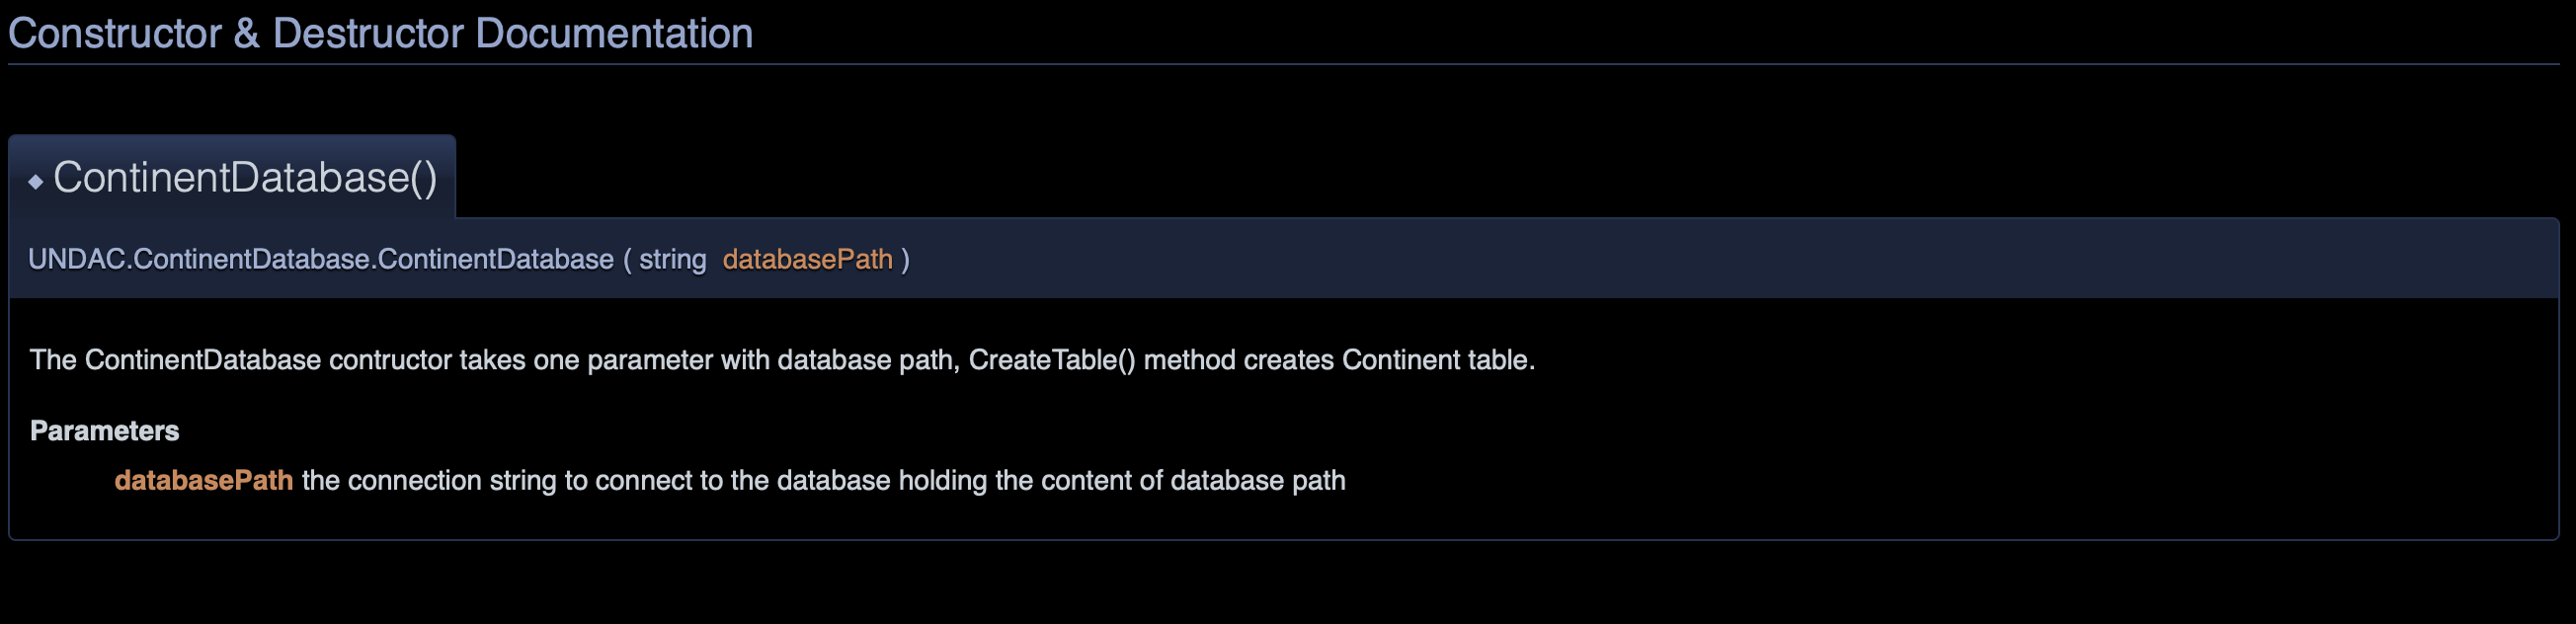 Constructor & Destructor Documentation
◆ ContinentDatabase()
UNDAC.ContinentDatabase.ContinentDatabase ( string databasePath )
The ContinentDatabase contructor takes one parameter with database path, CreateTable() method creates Continent table.
Parameters
databasePath the connection string to connect to the database holding the content of database path